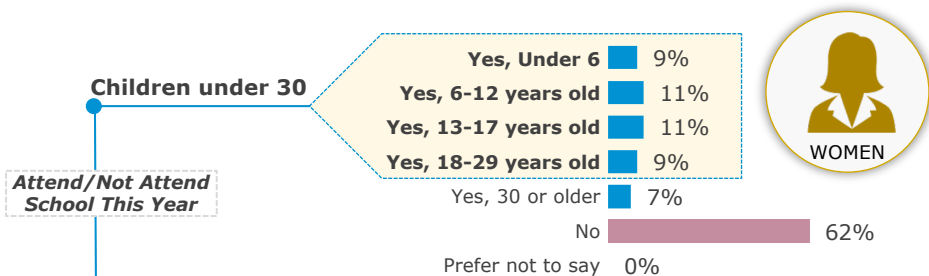 Yes, Under 6 9%
Children under 30
Yes, 6-12 years old 11%
Yes, 13-17 years old 11%
Yes, 18-29 years old 9%
WOMEN
Attend/Not Attend
School This Year
Yes, 30 or older 7%
No 62%
Prefer not to say 0%